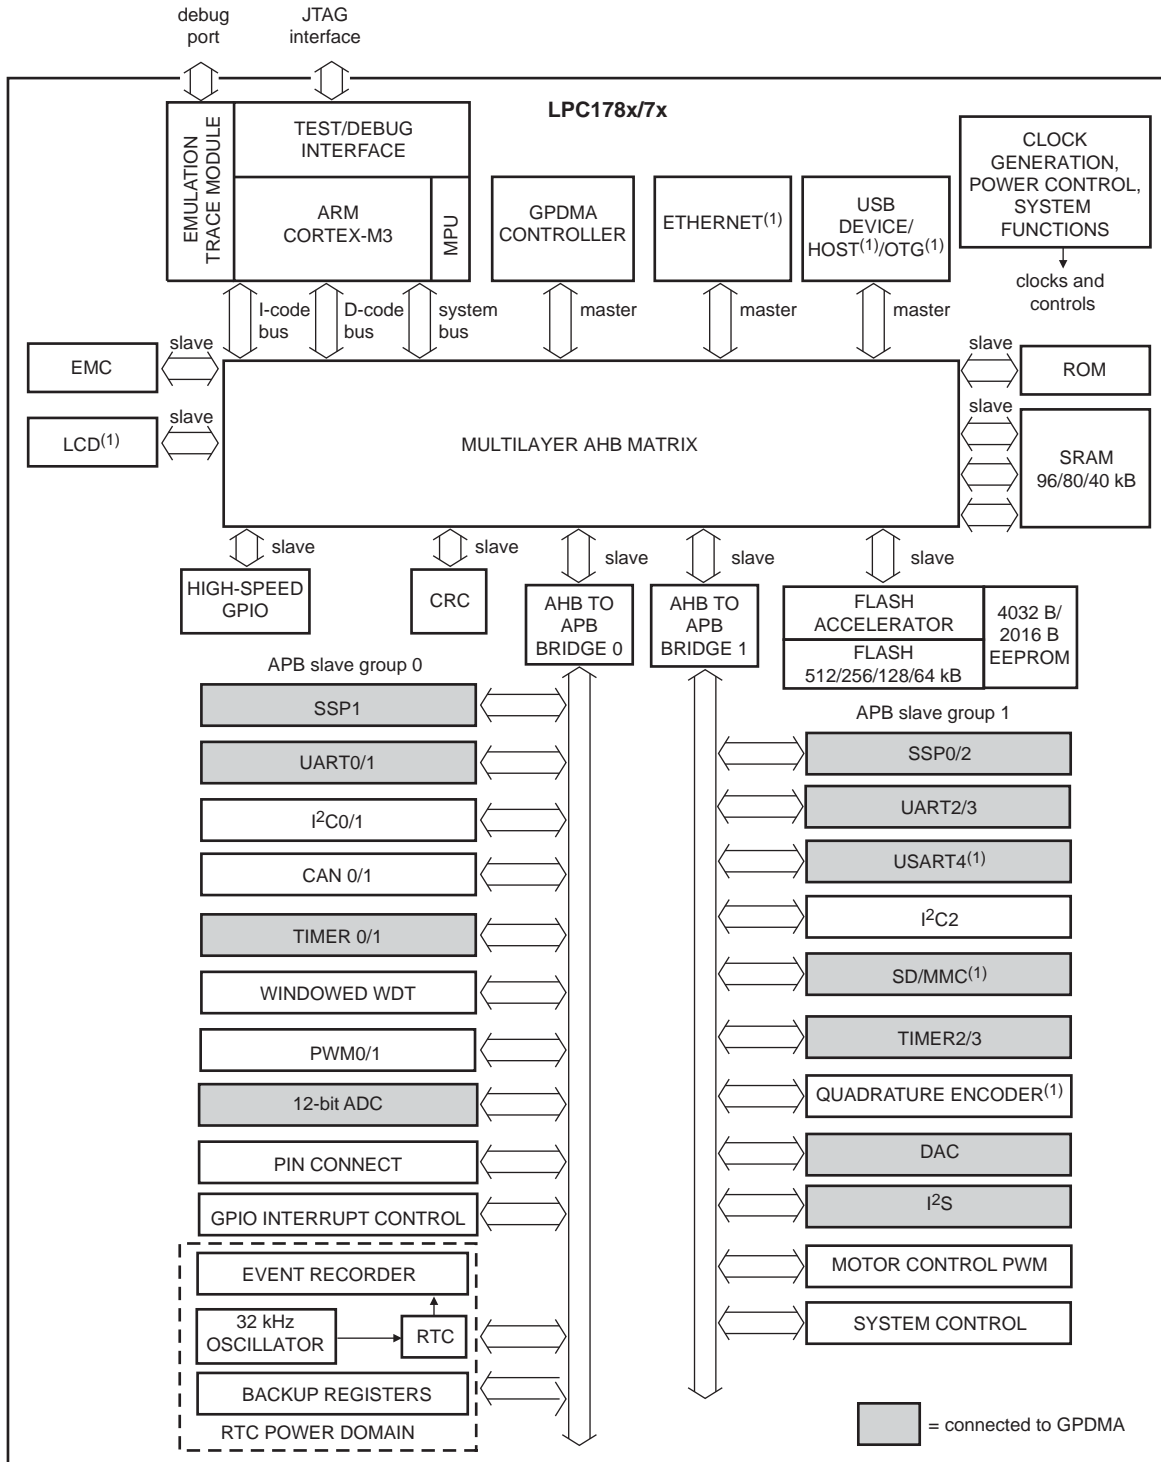 debug
port
JTAG
interface
LPC178x/7x
EMULATION
TRACE MODULE
TEST/DEBUG
INTERFACE
ARM
CORTEX-M3
MPU
GPDMA
CONTROLLER
ETHERNET(1)
USB
DEVICE/
HOST(1)/OTG(1)
CLOCK
GENERATION,
POWER CONTROL,
SYSTEM
FUNCTIONS
clocks and
controls
I-code
bus
D-code
bus
system
bus
master
master
master
EMC
slave
LCD(1)
slave
MULTILAYER AHB MATRIX
slave
ROM
slave
SRAM
96/80/40 kB
slave
slave
slave
slave
slave
HIGH-SPEED
GPIO
CRC
AHB TO
APB
BRIDGE 0
AHB TO
APB
BRIDGE 1
FLASH
ACCELERATOR
FLASH
512/256/128/64 kB
4032 B/
2016 B
EEPROM
APB slave group 0
SSP1
UART0/1
I2C0/1
CAN 0/1
TIMER 0/1
WINDOWED WDT
PWM0/1
12-bit ADC
PIN CONNECT
GPIO INTERRUPT CONTROL
EVENT RECORDER
32 kHz
OSCILLATOR
RTC
BACKUP REGISTERS
RTC POWER DOMAIN
APB slave group 1
SSP0/2
UART2/3
USART4(1)
I2C2
SD/MMC(1)
TIMER2/3
QUADRATURE ENCODER(1)
DAC
I2S
MOTOR CONTROL PWM
SYSTEM CONTROL
= connected to GPDMA